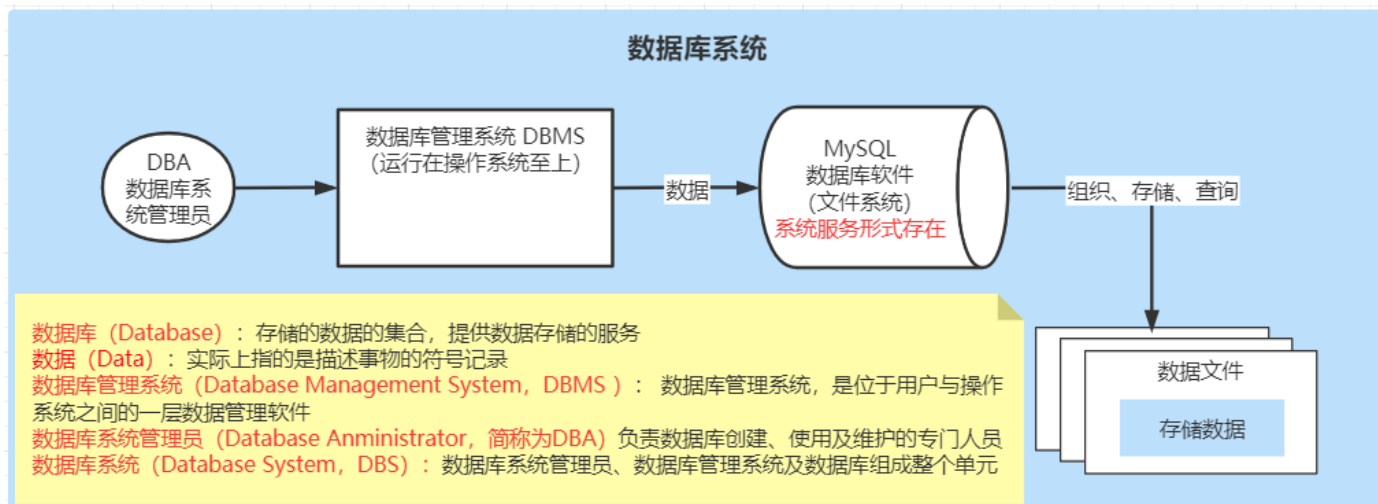 数据库系统
DBA
数据库系
统管理员
数据库管理系统 DBMS
（运行在操作系统至上）
数据
MySQL
数据库软件
(文件系统)
系统服务形式存在
组织、存储、查询
数据文件
存储数据
数据库（Database）：存储的数据的集合，提供数据存储的服务
数据（Data）：实际上指的是描述事物的符号记录
数据库管理系统（Database Management System，DBMS ）： 数据库管理系统，是位于用户与操作
系统之间的一层数据管理软件
数据库系统管理员（Database Anministrator，简称为DBA）负责数据库创建、使用及维护的专门人员
数据库系统（Database System，DBS）：数据库系统管理员、数据库管理系统及数据库组成整个单元